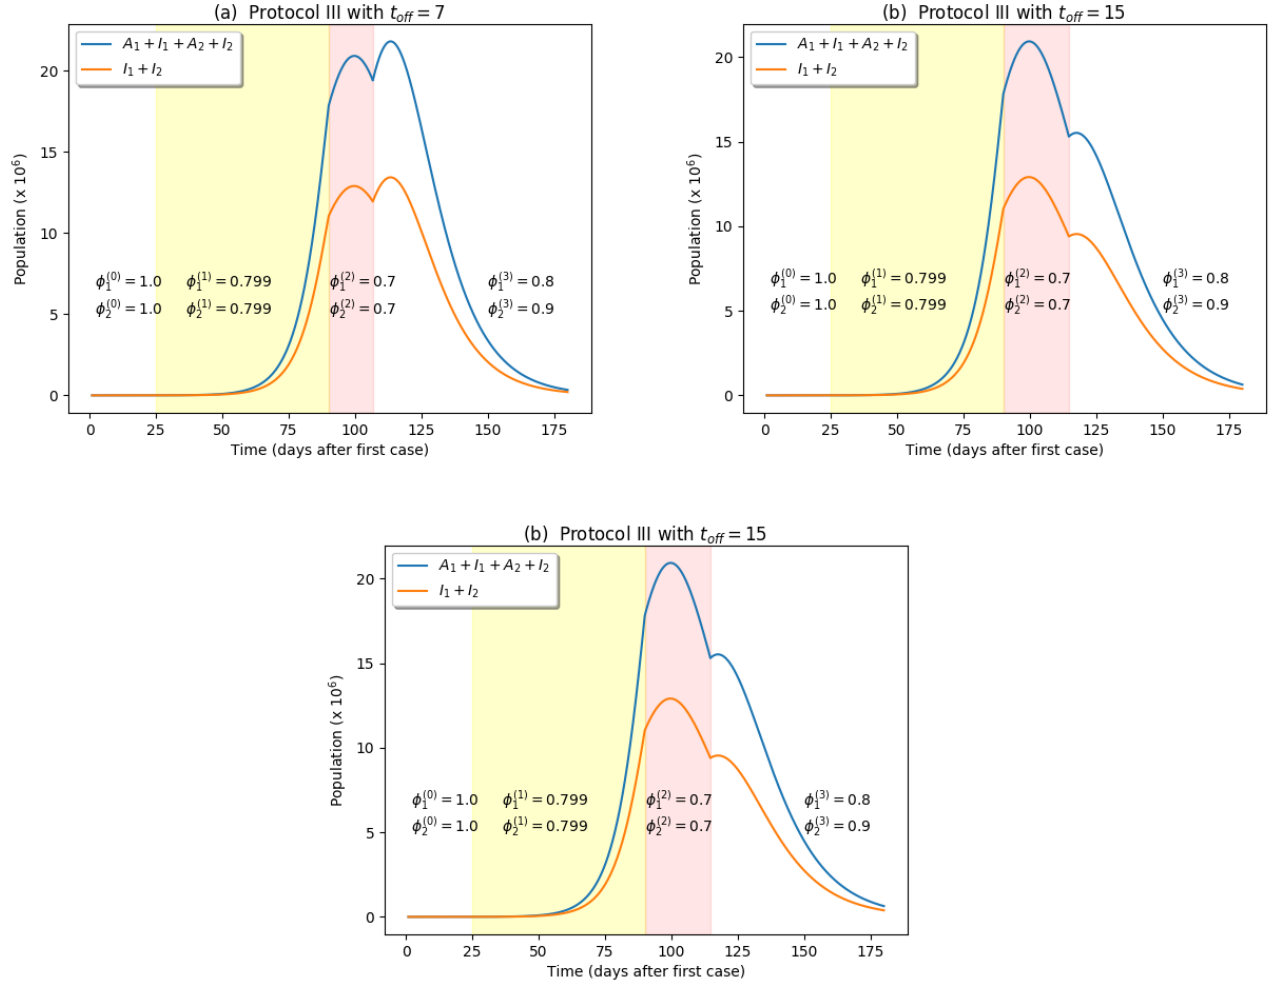 (a) Protocol III with t_off = 7
A₁ + I₁ + A₂ + I₂
I₁ + I₂
20
15
10
5
0
Population (x 10⁶)
ϕ₁⁽⁰⁾ = 1.0 ϕ₁⁽¹⁾ = 0.799 ϕ₁⁽²⁾ = 0.7 ϕ₁⁽³⁾ = 0.8
ϕ₂⁽⁰⁾ = 1.0 ϕ₂⁽¹⁾ = 0.799 ϕ₂⁽²⁾ = 0.7 ϕ₂⁽³⁾ = 0.9
0 25 50 75 100 125 150 175
Time (days after first case)
(b) Protocol III with t_off = 15
A₁ + I₁ + A₂ + I₂
I₁ + I₂
20
15
10
5
0
Population (x 10⁶)
ϕ₁⁽⁰⁾ = 1.0 ϕ₁⁽¹⁾ = 0.799 ϕ₁⁽²⁾ = 0.7 ϕ₁⁽³⁾ = 0.8
ϕ₂⁽⁰⁾ = 1.0 ϕ₂⁽¹⁾ = 0.799 ϕ₂⁽²⁾ = 0.7 ϕ₂⁽³⁾ = 0.9
0 25 50 75 100 125 150 175
Time (days after first case)
(b) Protocol III with t_off = 15
A₁ + I₁ + A₂ + I₂
I₁ + I₂
20
15
10
5
0
Population (x 10⁶)
ϕ₁⁽⁰⁾ = 1.0 ϕ₁⁽¹⁾ = 0.799 ϕ₁⁽²⁾ = 0.7 ϕ₁⁽³⁾ = 0.8
ϕ₂⁽⁰⁾ = 1.0 ϕ₂⁽¹⁾ = 0.799 ϕ₂⁽²⁾ = 0.7 ϕ₂⁽³⁾ = 0.9
0 25 50 75 100 125 150 175
Time (days after first case)